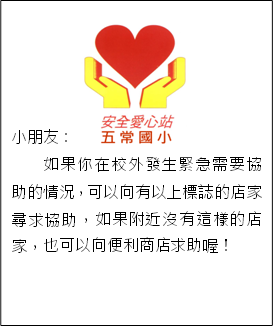 安全愛心站
五常國小
小朋友：
如果你在校外發生緊急需要協
助的情況，可以向有以上標誌的店家
尋求協助，如果附近沒有這樣的店
家，也可以向便利商店求助喔！